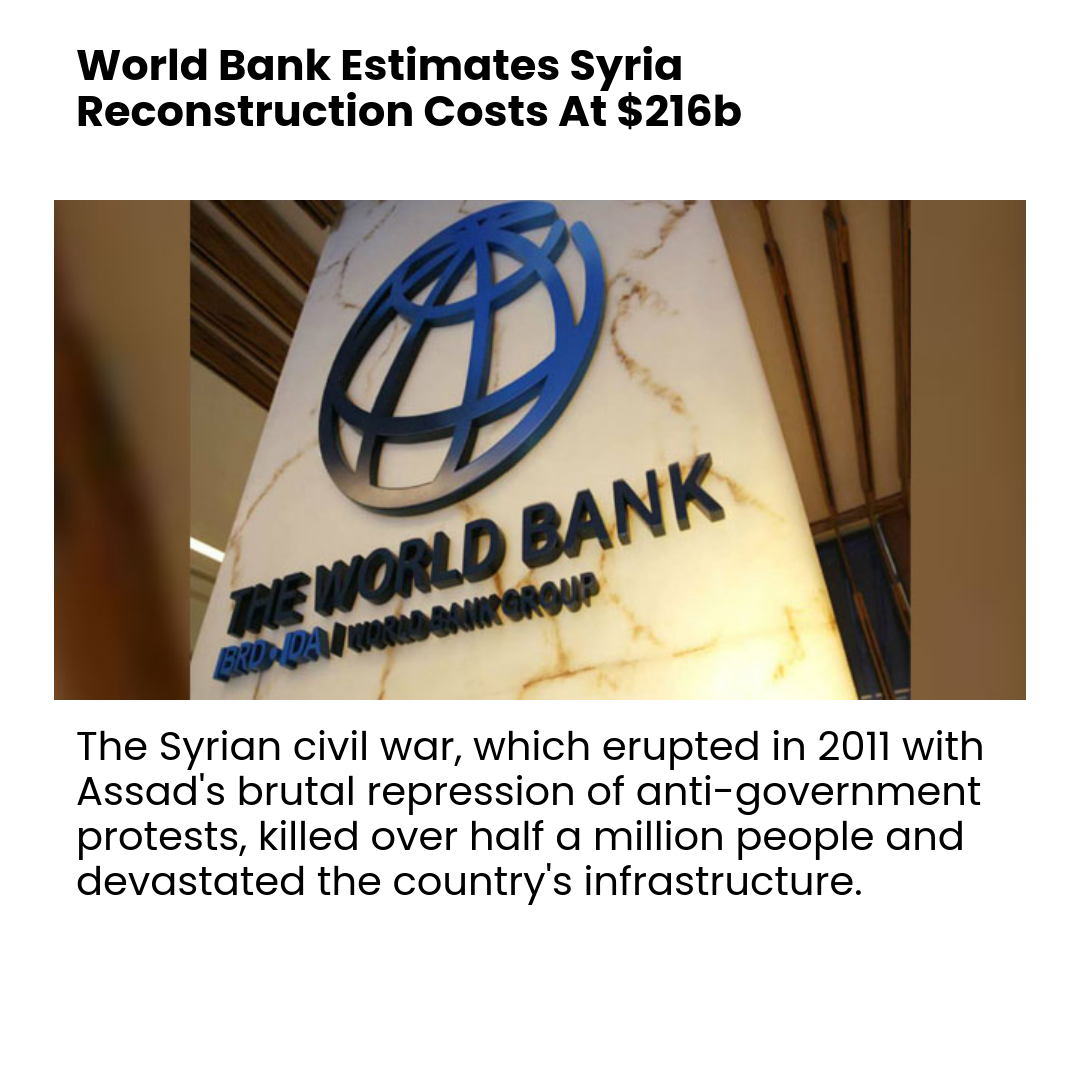 World Bank Estimates Syria
Reconstruction Costs At $216b
THE WORLD BANK
IBRD • IDA | WORLD BANK GROUP
The Syrian civil war, which erupted in 2011 with
Assad's brutal repression of anti-government
protests, killed over half a million people and
devastated the country's infrastructure.